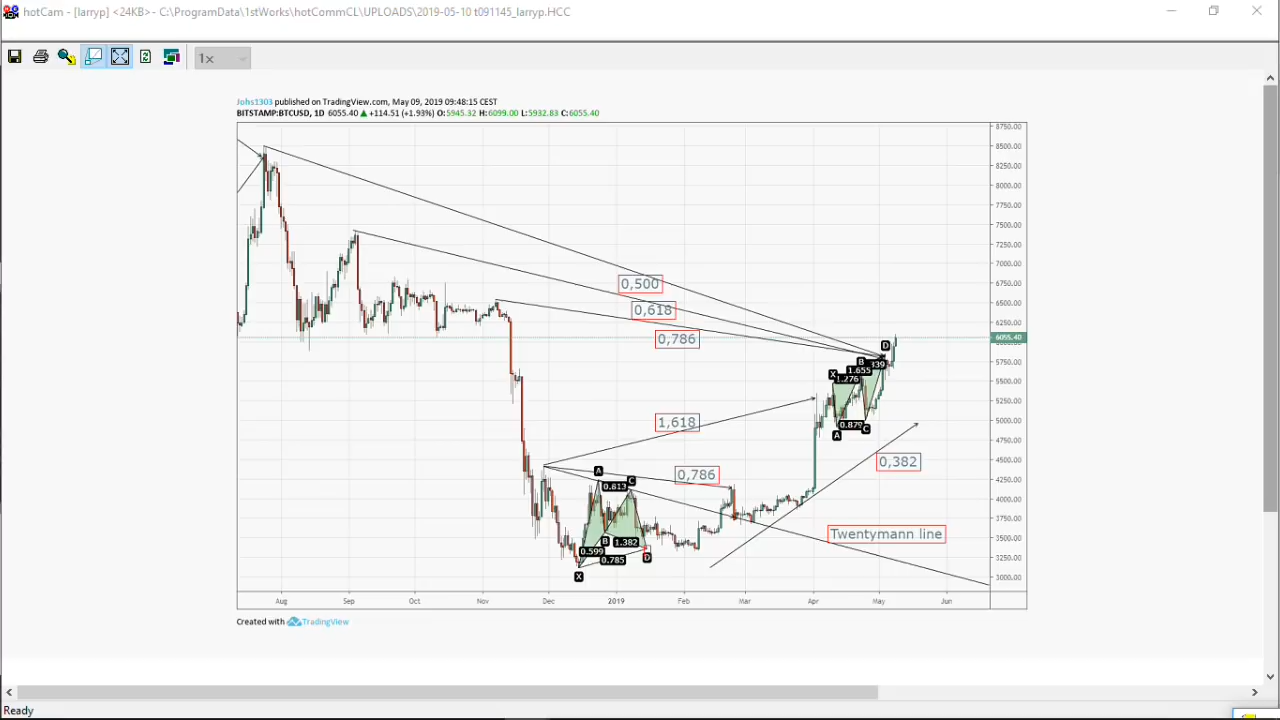 hotCam - [larryp] <24KB>- C:\ProgramData\1stWorks\hotCommCL\UPLOADS\2019-05-10 t091145_larryp.HCC
1x
Johs1303 published on TradingView.com, May 09, 2019 09:48:15 CEST
BITSTAMP:BTCUSD, 1D 6055.40 ▲ +114.51 (+1.93%) O:5945.32 H:6099.00 L:5932.83 C:6055.40
8750.00
8500.00
8250.00
8000.00
7750.00
7500.00
7250.00
7000.00
6750.00
0,500
6500.00
0,618
6250.00
0,786
6055.40
D
5750.00
B
1.655
X
1.276
5500.00
5250.00
5000.00
0.879
C
A
1,618
4750.00
4500.00
0,382
0,786
4250.00
A
0.813
C
4000.00
3750.00
Twentymann line
3500.00
B
1.382
0.599
0.785
D
3250.00
X
3000.00
Aug Sep Oct Nov Dec 2019 Feb Mar Apr May Jun
Created with TradingView
Ready